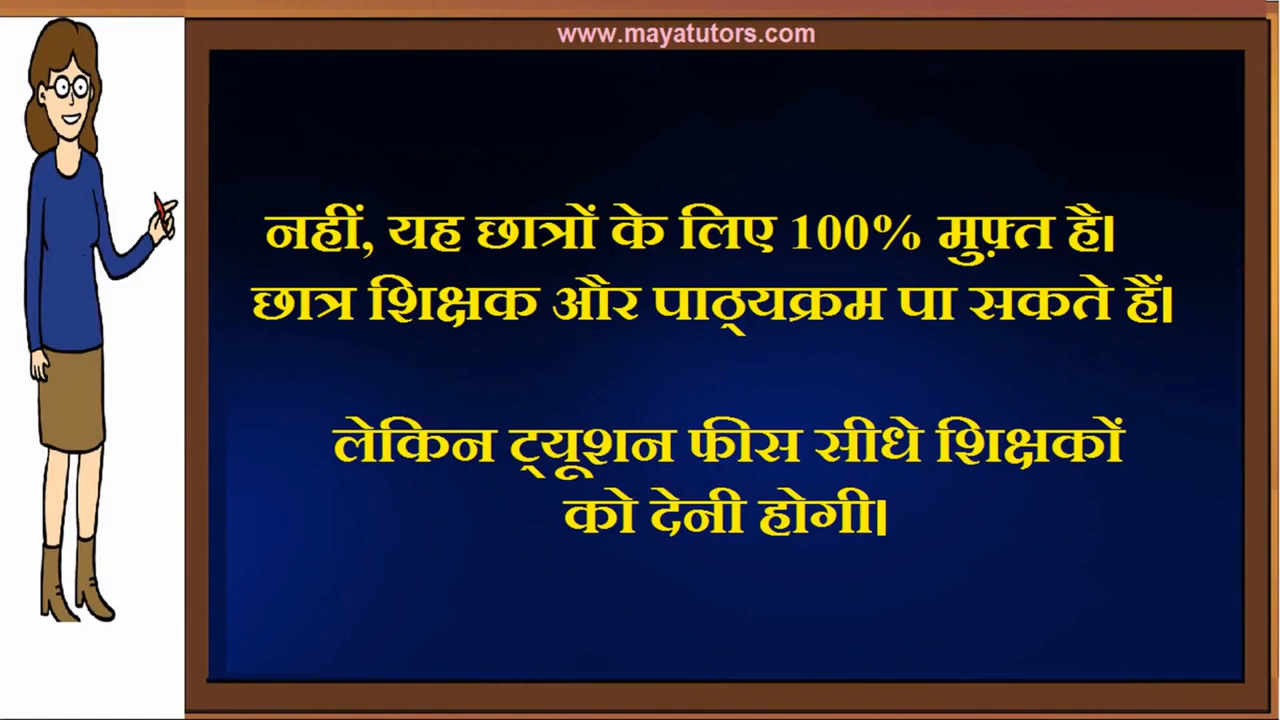 www.mayatutors.com
नहीं, यह छात्रों के लिए 100% मुफ़्त है।
छात्र शिक्षक और पाठ्यक्रम पा सकते हैं।
लेकिन ट्यूशन फीस सीधे शिक्षकों
को देनी होगी।